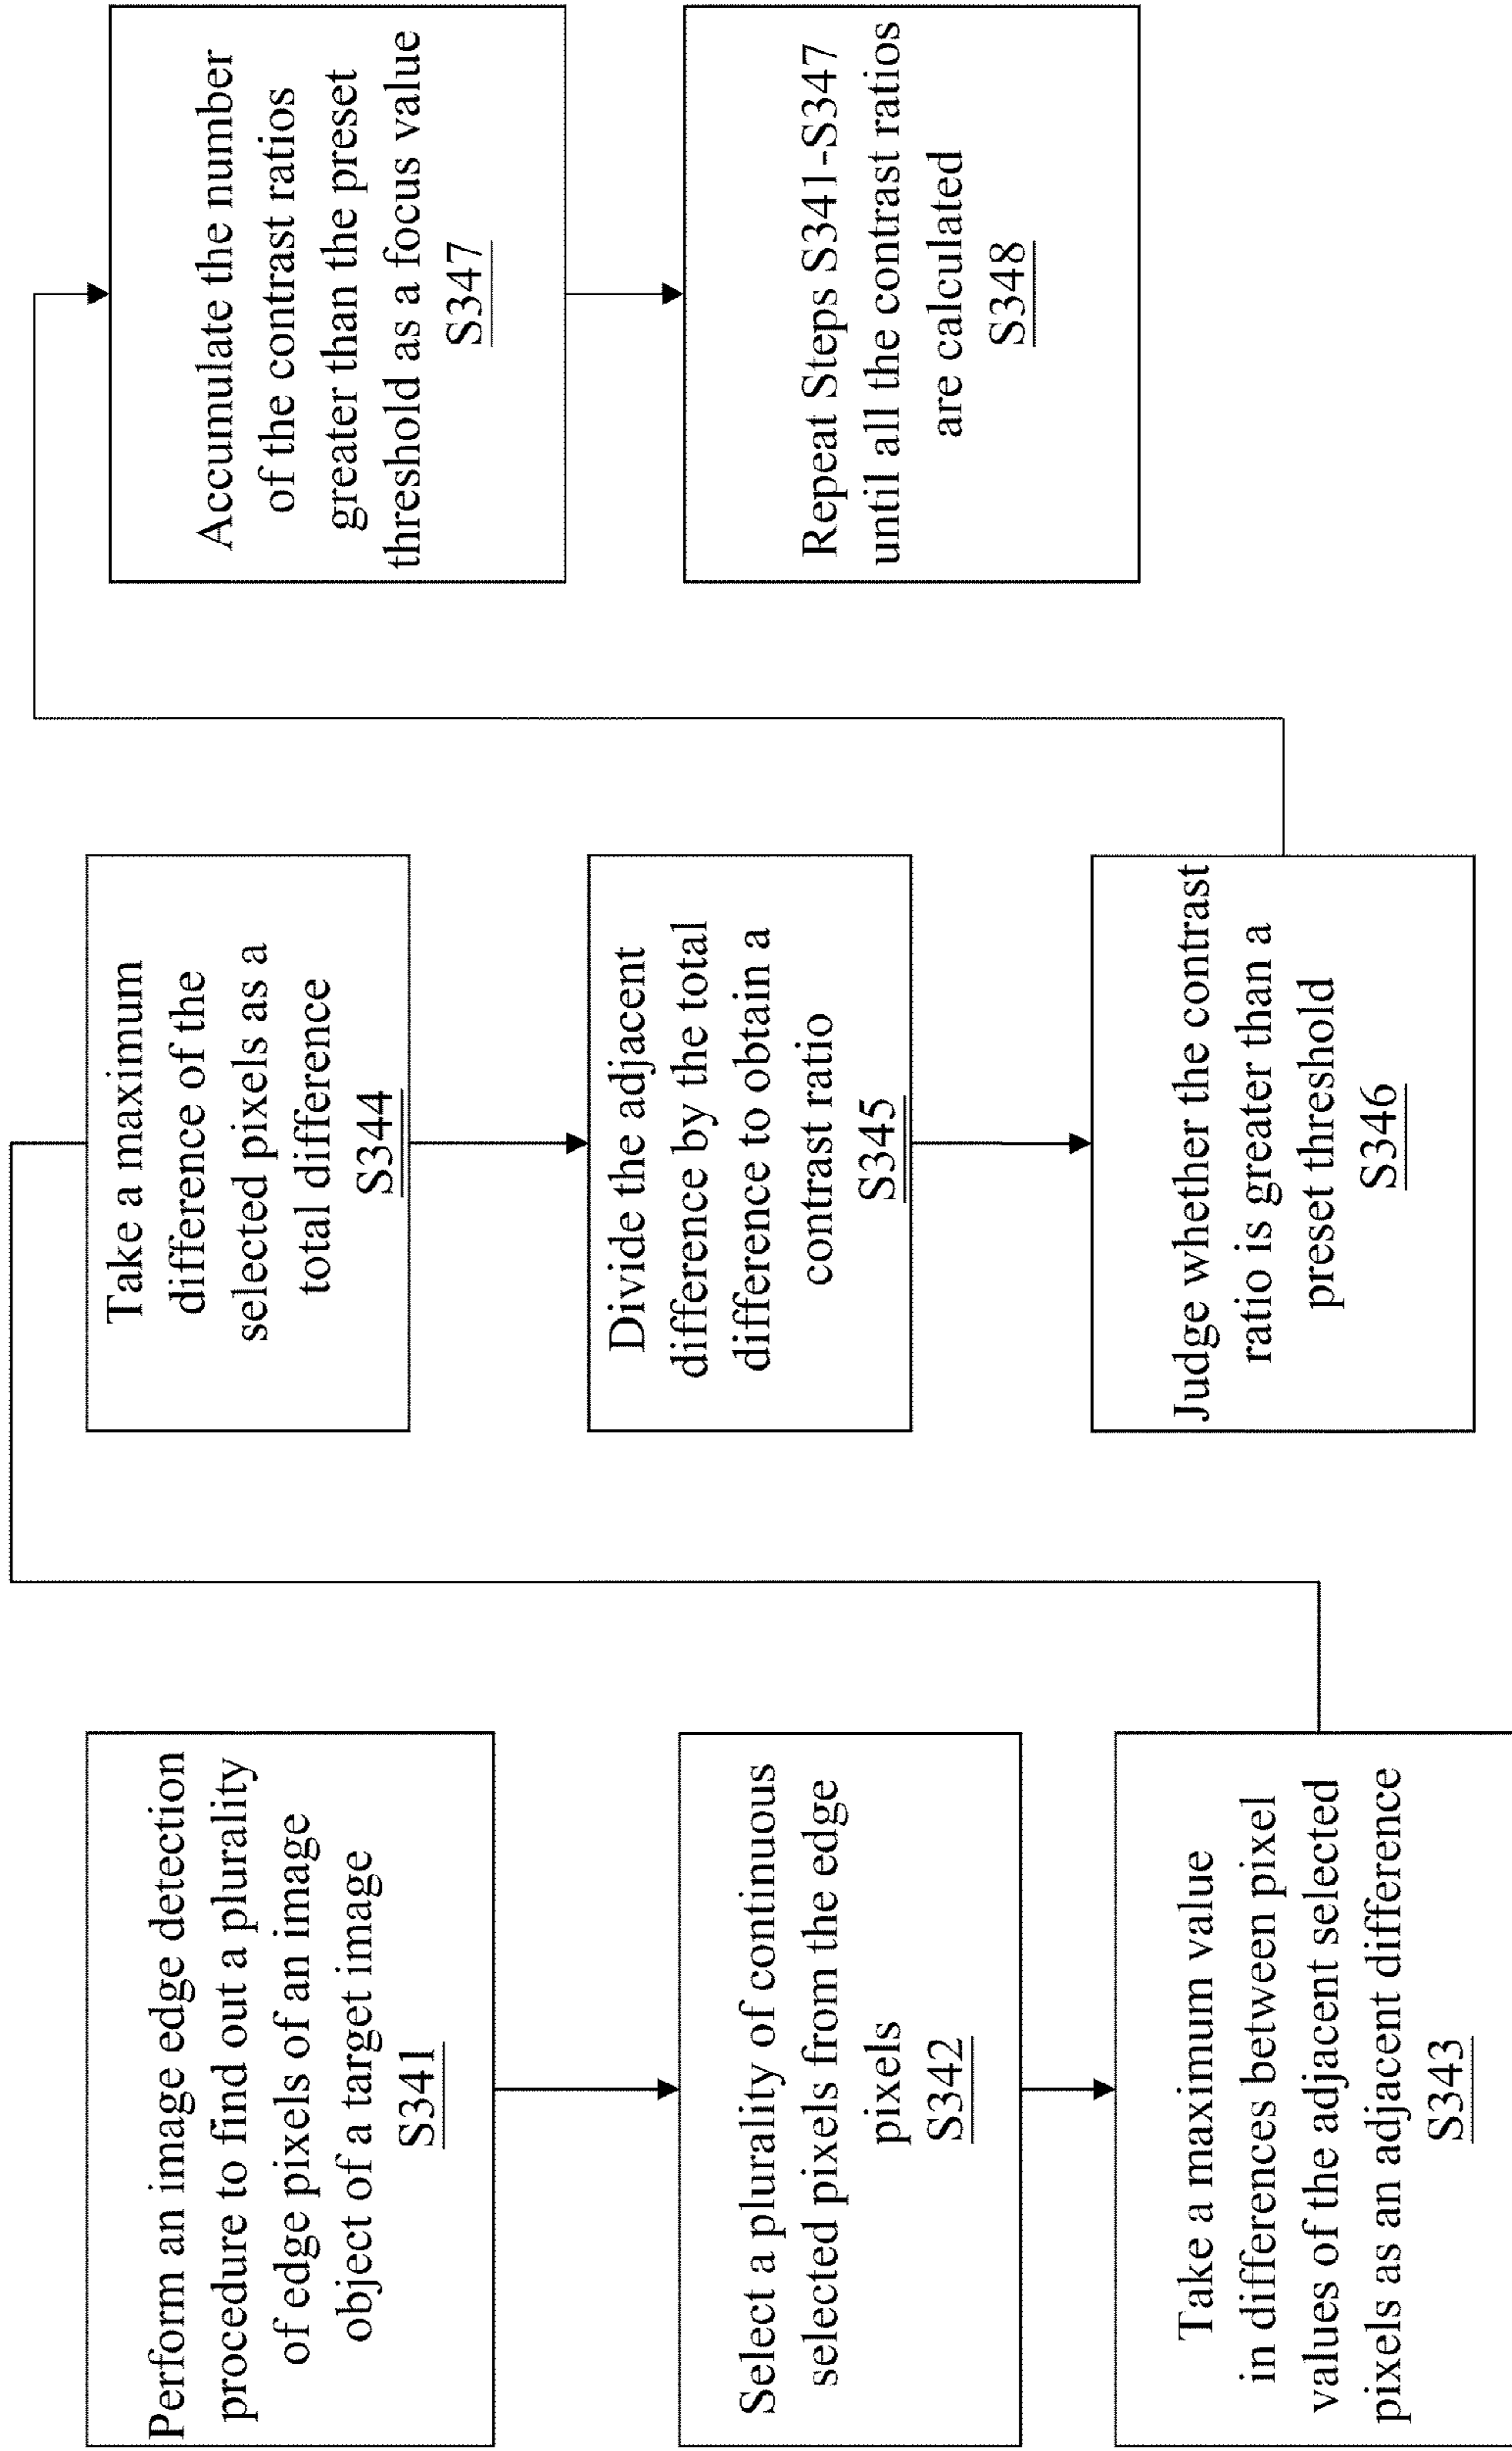 Perform an image edge detection
procedure to find out a plurality
of edge pixels of an image
object of a target image
S341
Select a plurality of continuous
selected pixels from the edge
pixels
S342
Take a maximum value
in differences between pixel
values of the adjacent selected
pixels as an adjacent difference
S343
Take a maximum
difference of the
selected pixels as a
total difference
S344
Divide the adjacent
difference by the total
difference to obtain a
contrast ratio
S345
Judge whether the contrast
ratio is greater than a
preset threshold
S346
Accumulate the number
of the contrast ratios
greater than the preset
threshold as a focus value
S347
Repeat Steps S341-S347
until all the contrast ratios
are calculated
S348